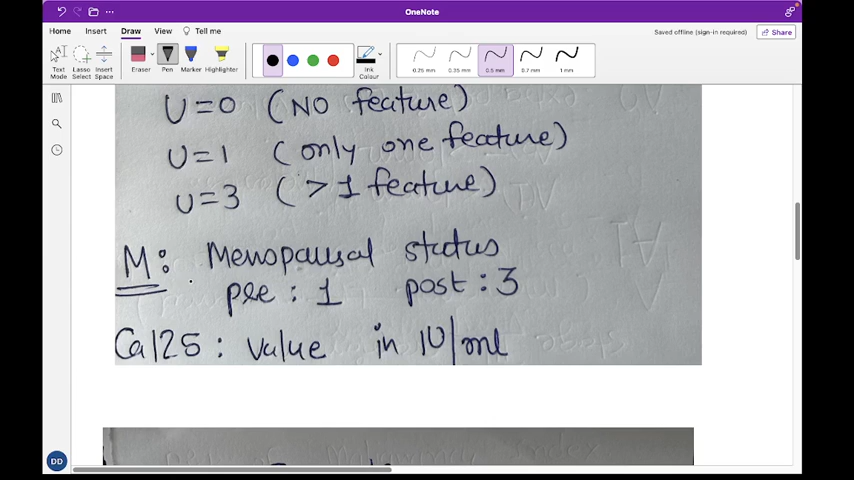 OneNote
Home Insert Draw View Tell me
Saved offline (sign-in required)
Share
Text Mode
Lasso Select
Insert Space
Eraser
Pen
Marker
Highlighter
Ink Colour
0.25 mm
0.35 mm
0.5 mm
0.7 mm
1 mm
U=0 (NO feature)
U=1 (only one feature)
U=3 (>1 feature)
M: Menopausal status
pre : 1 post : 3
Ca125 : value in IU/ml
DD